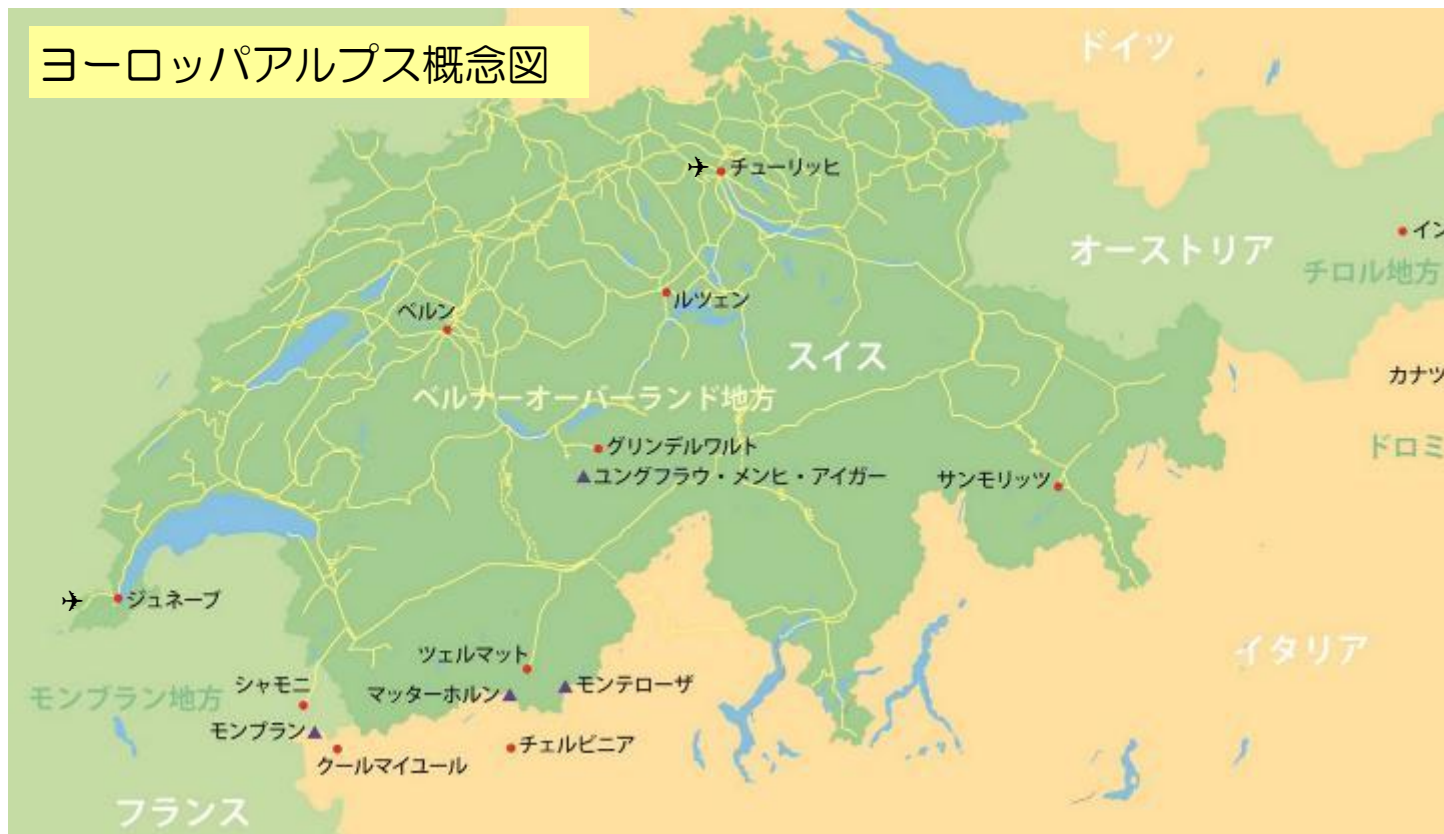 ヨーロッパアルプス概念図
ドイツ
チューリッヒ
オーストリア
イン
チロル地方
ルツェン
ベルン
スイス
カナツ
ベルナーオーバーランド地方
ドロミ
グリンデルワルト
ユングフラウ・メンヒ・アイガー
サンモリッツ
ジュネーブ
イタリア
ツェルマット
シャモニ
モンブラン地方
マッターホルン
モンテローザ
モンブラン
チェルビニア
クールマイユール
フランス